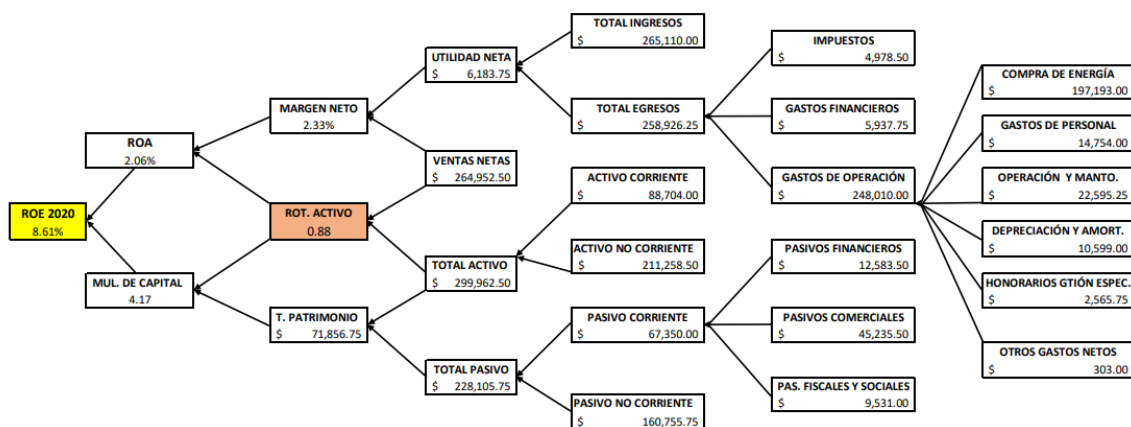 TOTAL INGRESOS
$ 265,110.00
IMPUESTOS
$ 4,978.50
UTILIDAD NETA
$ 6,183.75
COMPRA DE ENERGÍA
$ 197,193.00
MARGEN NETO
2.33%
TOTAL EGRESOS
$ 258,926.25
GASTOS FINANCIEROS
$ 5,937.75
GASTOS DE PERSONAL
$ 14,754.00
ROA
2.06%
VENTAS NETAS
$ 264,952.50
ACTIVO CORRIENTE
$ 88,704.00
GASTOS DE OPERACIÓN
$ 248,010.00
OPERACIÓN Y MANTO.
$ 22,595.25
ROE 2020
8.61%
ROT. ACTIVO
0.88
DEPRECIACIÓN Y AMORT.
$ 10,599.00
ACTIVO NO CORRIENTE
$ 211,258.50
PASIVOS FINANCIEROS
$ 12,583.50
TOTAL ACTIVO
$ 299,962.50
MUL. DE CAPITAL
4.17
HONORARIOS GTIÓN ESPEC.
$ 2,565.75
T. PATRIMONIO
$ 71,856.75
PASIVO CORRIENTE
$ 67,350.00
PASIVOS COMERCIALES
$ 45,235.50
OTROS GASTOS NETOS
$ 303.00
TOTAL PASIVO
$ 228,105.75
PAS. FISCALES Y SOCIALES
$ 9,531.00
PASIVO NO CORRIENTE
$ 160,755.75